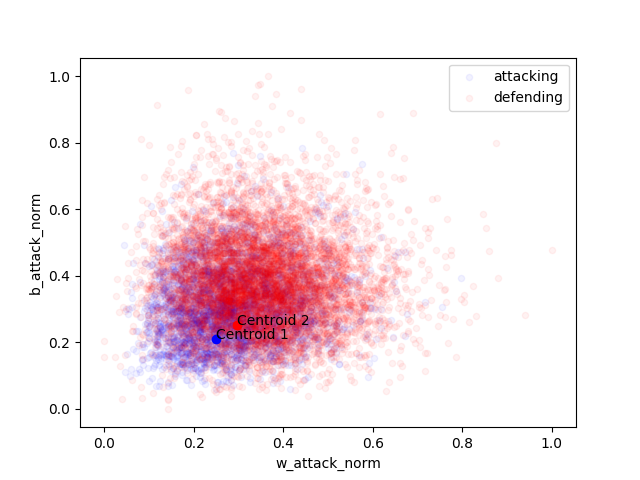 attacking
defending
1.0
0.8
0.6
0.4
0.2
0.0
b_attack_norm
Centroid 2
Centroid 1
0.0 0.2 0.4 0.6 0.8 1.0
w_attack_norm